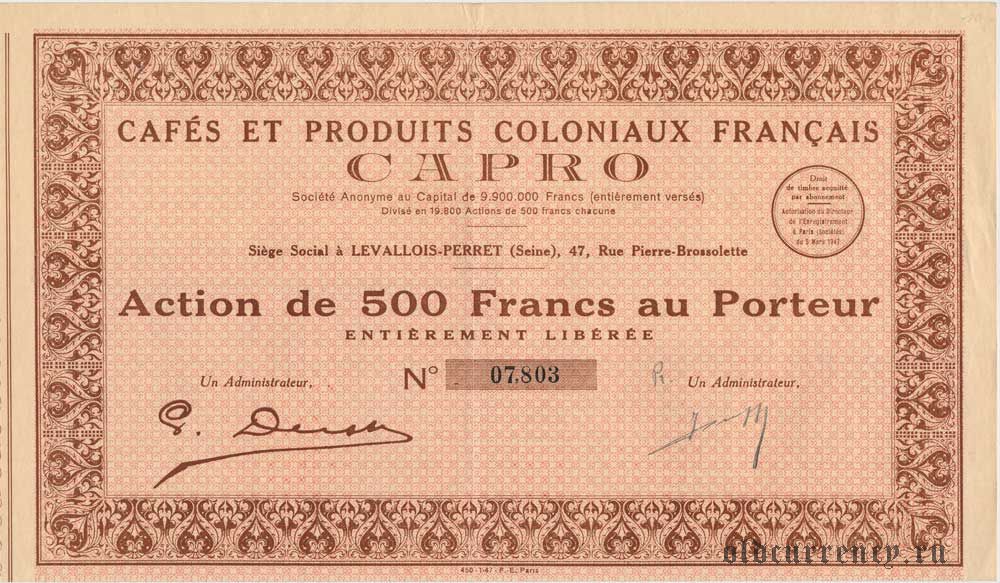 CAFÉS ET PRODUITS COLONIAUX FRANÇAIS
CAPRO
Société Anonyme au Capital de 9.900.000 Francs (entièrement versés)
Divisé en 19.800 Actions de 500 francs chacune
Droit
de timbre acquitté
par abonnement
Autorisation du Directeur
de l'Enregistrement
à Paris (sociétés)
du 5 Mars 1947
Siège Social à LEVALLOIS-PERRET (Seine), 47, Rue Pierre-Brossolette
Action de 500 Francs au Porteur
ENTIÈREMENT LIBÉRÉE
Un Administrateur,
N° 07,803
Un Administrateur,
450-1-47 - P. E. Paris
oldcurrency.ru